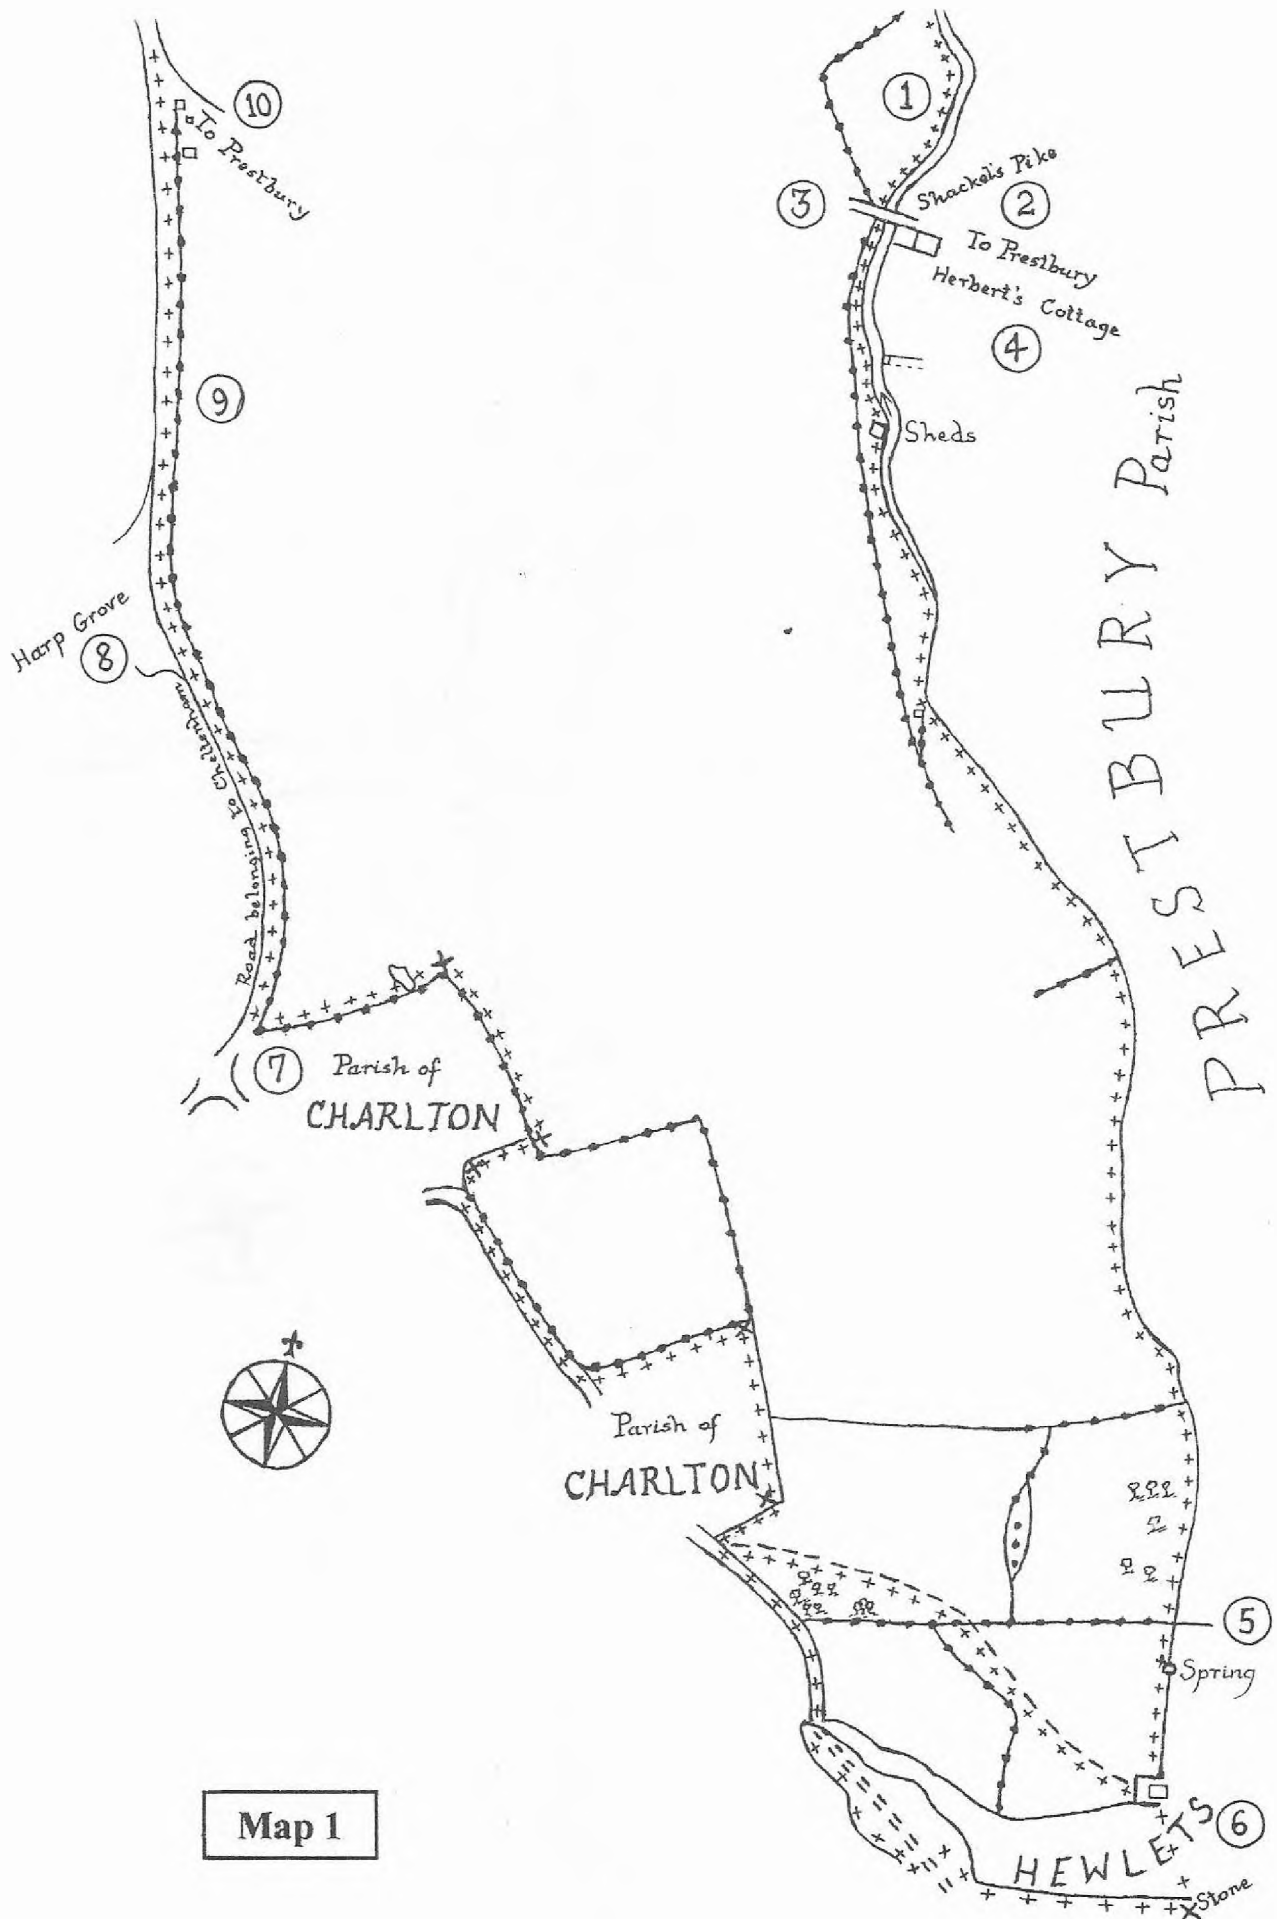 1
10
To Prestbury
Shackel's Pike
2
3
To Prestbury
Herbert's Cottage
4
9
Sheds
PRESTBURY Parish
Harp Grove
8
Road belonging to Cheltenham
7
Parish of
CHARLTON
Parish of
CHARLTON
5
Spring
6
HEWLETS
Stone
Map 1